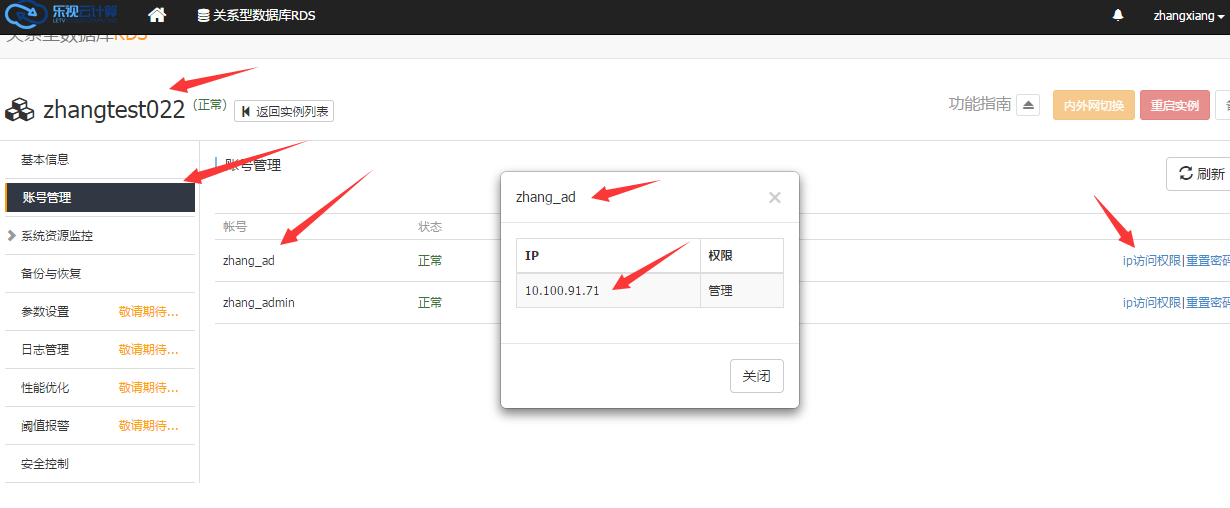 乐视云计算
关系型数据库RDS
zhangxiang
关系型数据库RDS
zhangtest022 (正常) 返回实例列表
功能指南 内外网切换 重启实例
基本信息
账号管理
系统资源监控
备份与恢复
参数设置 敬请期待...
日志管理 敬请期待...
性能优化 敬请期待...
阈值报警 敬请期待...
安全控制
账号管理
刷新
帐号 状态
zhang_ad 正常 ip访问权限|重置密码
zhang_admin 正常 ip访问权限|重置密码
zhang_ad ×
IP 权限
10.100.91.71 管理
关闭